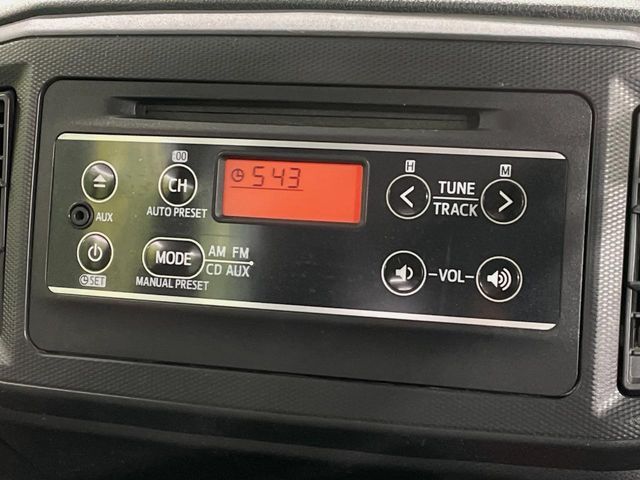 :00
CH
AUTO PRESET
AUX
SET
MODE
AM FM
CD AUX
MANUAL PRESET
5 43
H
M
TUNE
TRACK
-VOL-